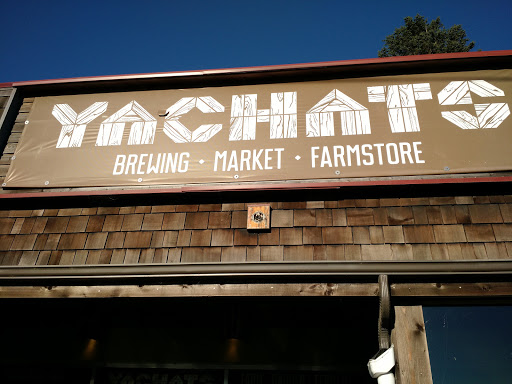 YACHATS
BREWING • MARKET • FARMSTORE